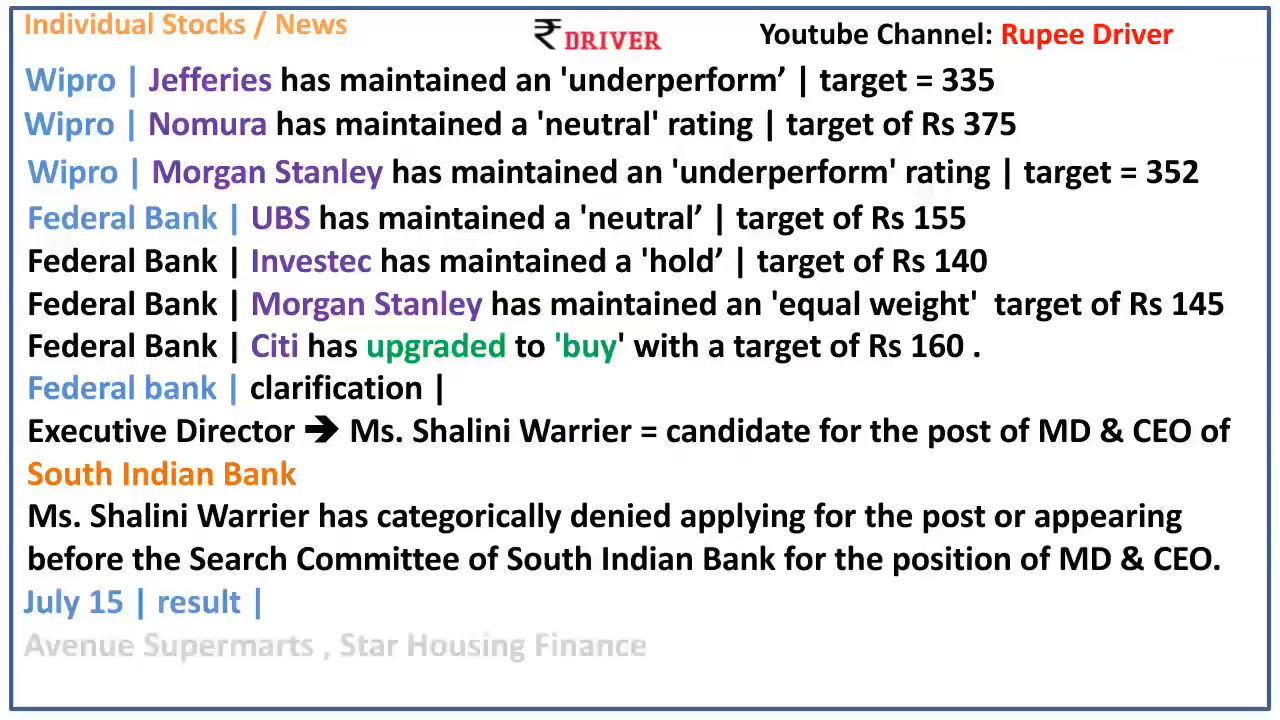 Individual Stocks / News
₹ DRIVER
Youtube Channel: Rupee Driver
Wipro | Jefferies has maintained an 'underperform’ | target = 335
Wipro | Nomura has maintained a 'neutral' rating | target of Rs 375
Wipro | Morgan Stanley has maintained an 'underperform' rating | target = 352
Federal Bank | UBS has maintained a 'neutral’ | target of Rs 155
Federal Bank | Investec has maintained a 'hold’ | target of Rs 140
Federal Bank | Morgan Stanley has maintained an 'equal weight'  target of Rs 145
Federal Bank | Citi has upgraded to 'buy' with a target of Rs 160 .
Federal bank | clarification |
Executive Director ➔ Ms. Shalini Warrier = candidate for the post of MD & CEO of
South Indian Bank
Ms. Shalini Warrier has categorically denied applying for the post or appearing
before the Search Committee of South Indian Bank for the position of MD & CEO.
July 15 | result |
Avenue Supermarts , Star Housing Finance